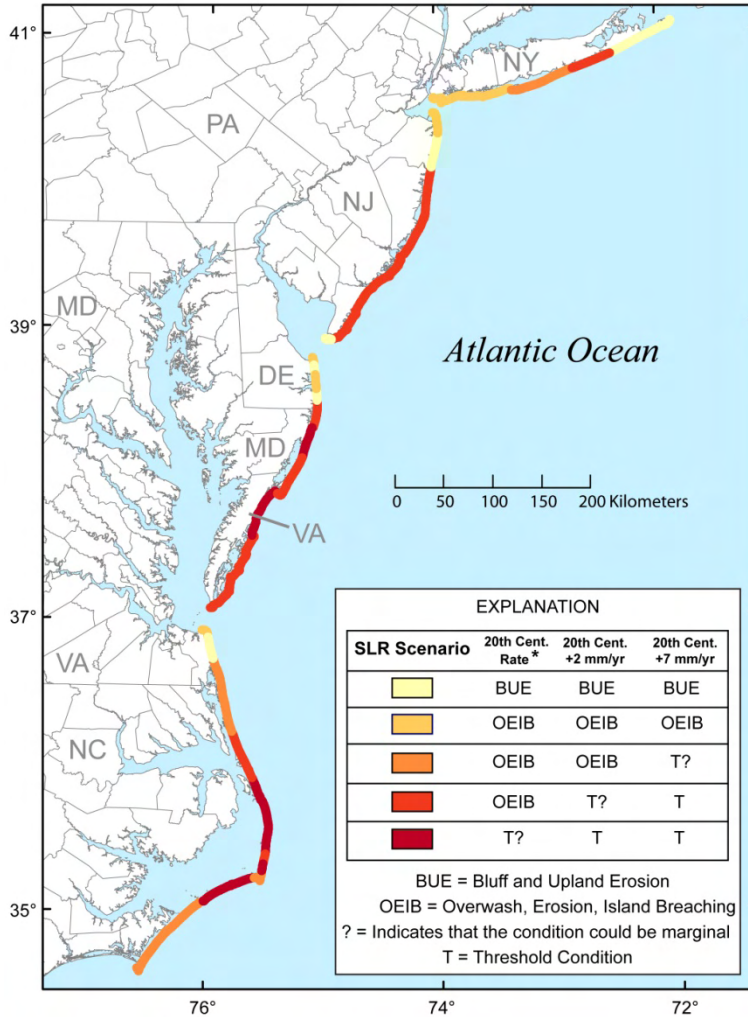 41°
NY
PA
NJ
MD
39°
Atlantic Ocean
DE
MD
0 50 100 150 200 Kilometers
VA
37°
VA
NC
35°
76° 74° 72°
EXPLANATION
SLR Scenario 20th Cent. Rate* 20th Cent. +2 mm/yr 20th Cent. +7 mm/yr
BUE BUE BUE
OEIB OEIB OEIB
OEIB OEIB T?
OEIB T? T
T? T T
BUE = Bluff and Upland Erosion
OEIB = Overwash, Erosion, Island Breaching
? = Indicates that the condition could be marginal
T = Threshold Condition